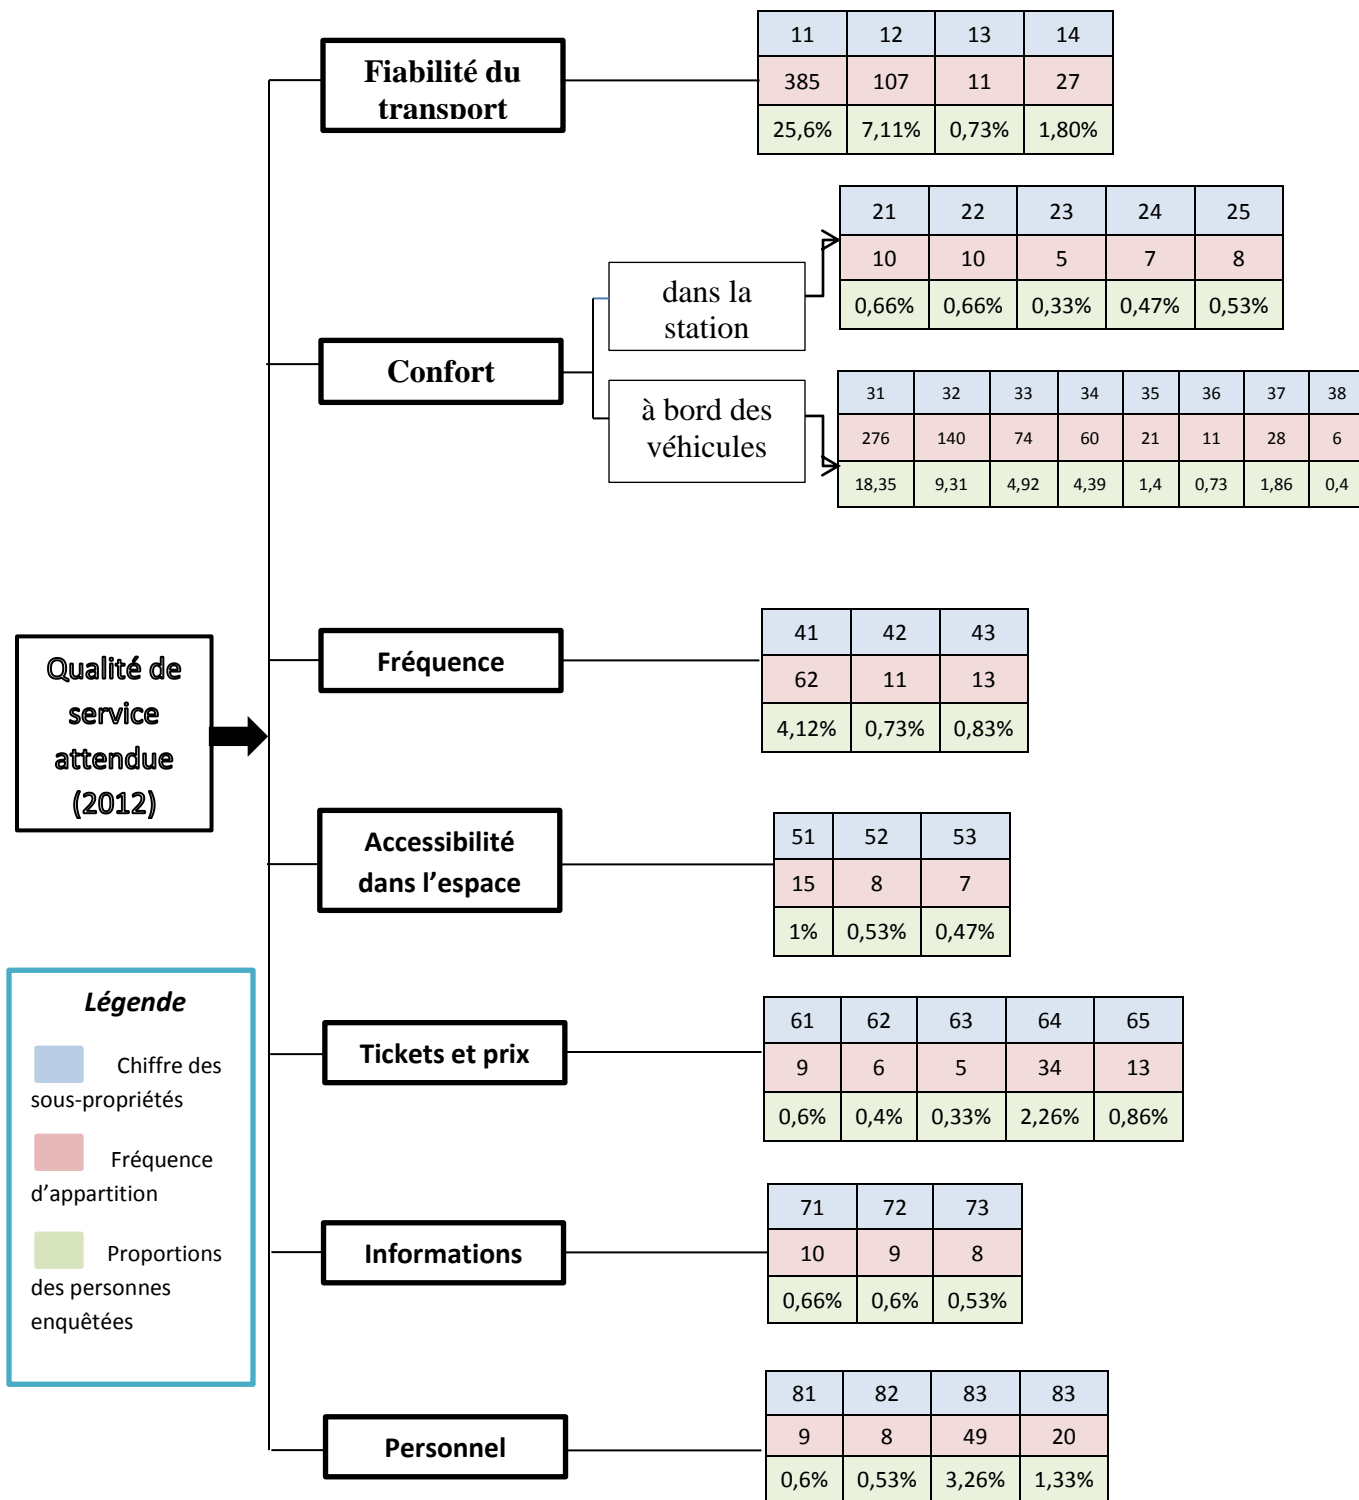 11 12 13 14
385 107 11 27
25,6% 7,11% 0,73% 1,80%
Fiabilité du
transport
21 22 23 24 25
10 10 5 7 8
0,66% 0,66% 0,33% 0,47% 0,53%
dans la
station
Confort
à bord des
véhicules
31 32 33 34 35 36 37 38
276 140 74 60 21 11 28 6
18,35 9,31 4,92 4,39 1,4 0,73 1,86 0,4
41 42 43
62 11 13
4,12% 0,73% 0,83%
Fréquence
Qualité de
service
attendue
(2012)
51 52 53
15 8 7
1% 0,53% 0,47%
Accessibilité
dans l’espace
Légende
Chiffre des
sous-propriétés
Fréquence
d’appartition
Proportions
des personnes
enquêtées
61 62 63 64 65
9 6 5 34 13
0,6% 0,4% 0,33% 2,26% 0,86%
Tickets et prix
71 72 73
10 9 8
0,66% 0,6% 0,53%
Informations
81 82 83 83
9 8 49 20
0,6% 0,53% 3,26% 1,33%
Personnel